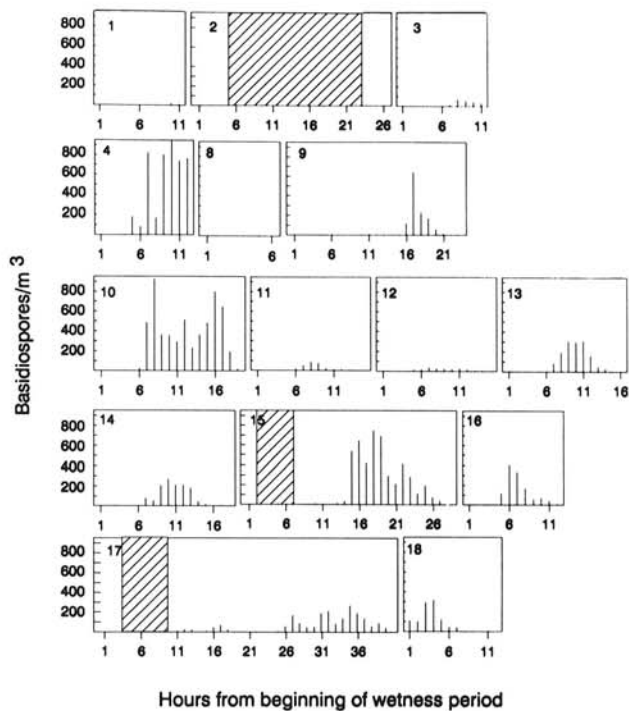 800 600 400 200
1 2 3
1 6 11 1 6 11 16 21 26 1 6 11
800 600 400 200
4 8 9
1 6 11 1 6 1 6 11 16 21
Basidiospores/m³
800 600 400 200
10 11 12 13
1 6 11 16 1 6 11 1 6 11 1 6 11 16
800 600 400 200
14 15 16
1 6 11 16 1 6 11 16 21 26 1 6 11
800 600 400 200
17 18
1 6 11 16 21 26 31 36 1 6 11
Hours from beginning of wetness period